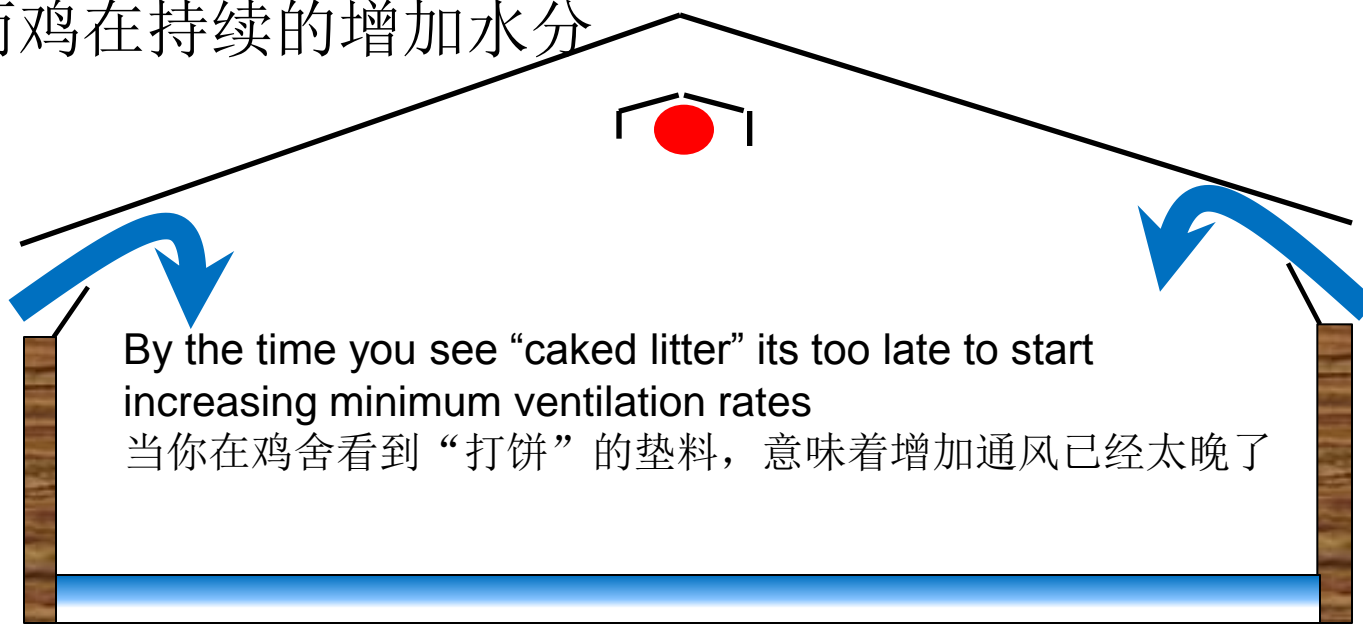 而鸡在持续的增加水分
By the time you see “caked litter” its too late to start
increasing minimum ventilation rates
当你在鸡舍看到“打饼”的垫料，意味着增加通风已经太晚了